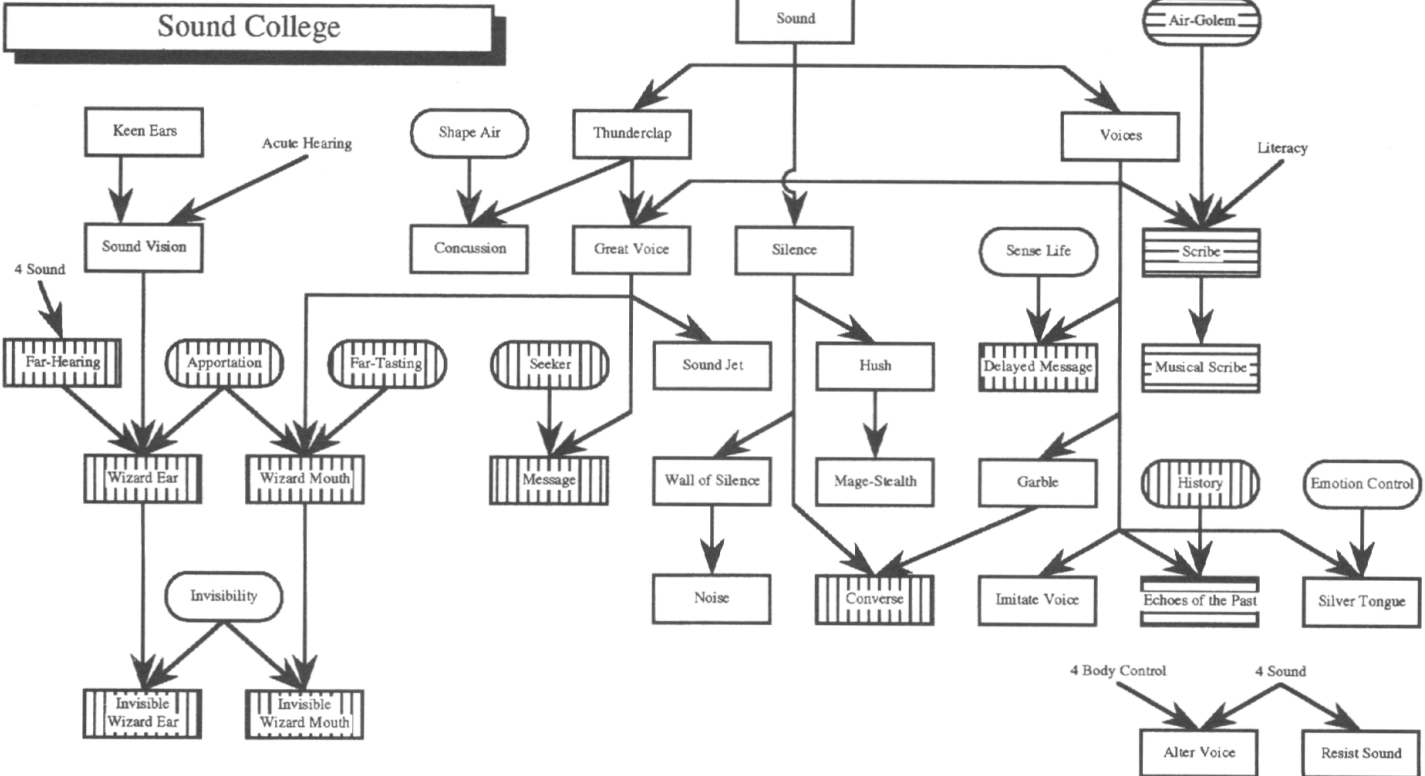 Sound College
Sound
Air-Golem
Keen Ears
Acute Hearing
Shape Air
Thunderclap
Voices
Literacy
Sound Vision
Concussion
Great Voice
Silence
Sense Life
Scribe
4 Sound
Far-Hearing
Apportation
Far-Tasting
Seeker
Sound Jet
Hush
Delayed Message
Musical Scribe
Wizard Ear
Wizard Mouth
Message
Wall of Silence
Mage-Stealth
Garble
History
Emotion Control
Invisibility
Noise
Converse
Imitate Voice
Echoes of the Past
Silver Tongue
4 Body Control
4 Sound
Invisible
Wizard Ear
Invisible
Wizard Mouth
Alter Voice
Resist Sound